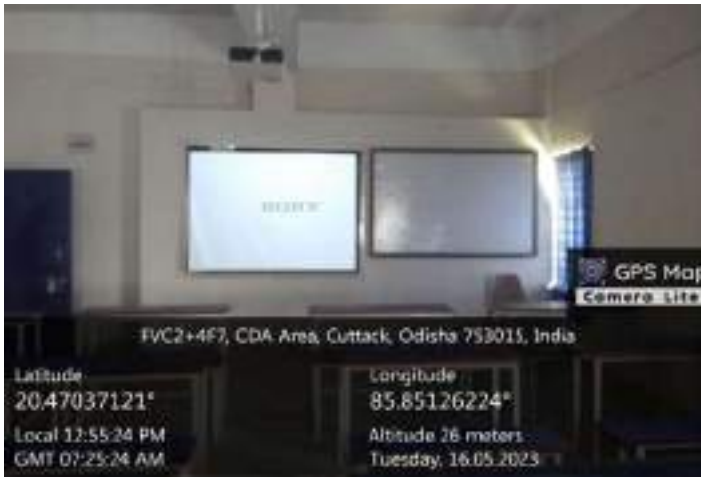 GPS Map
Camera Lite
FVC2+4F7, CDA Area, Cuttack, Odisha 753015, India
Latitude
20.47037121°
Longitude
85.85126224°
Local 12:55:24 PM
GMT 07:25:24 AM
Altitude 26 meters
Tuesday, 16.05.2023